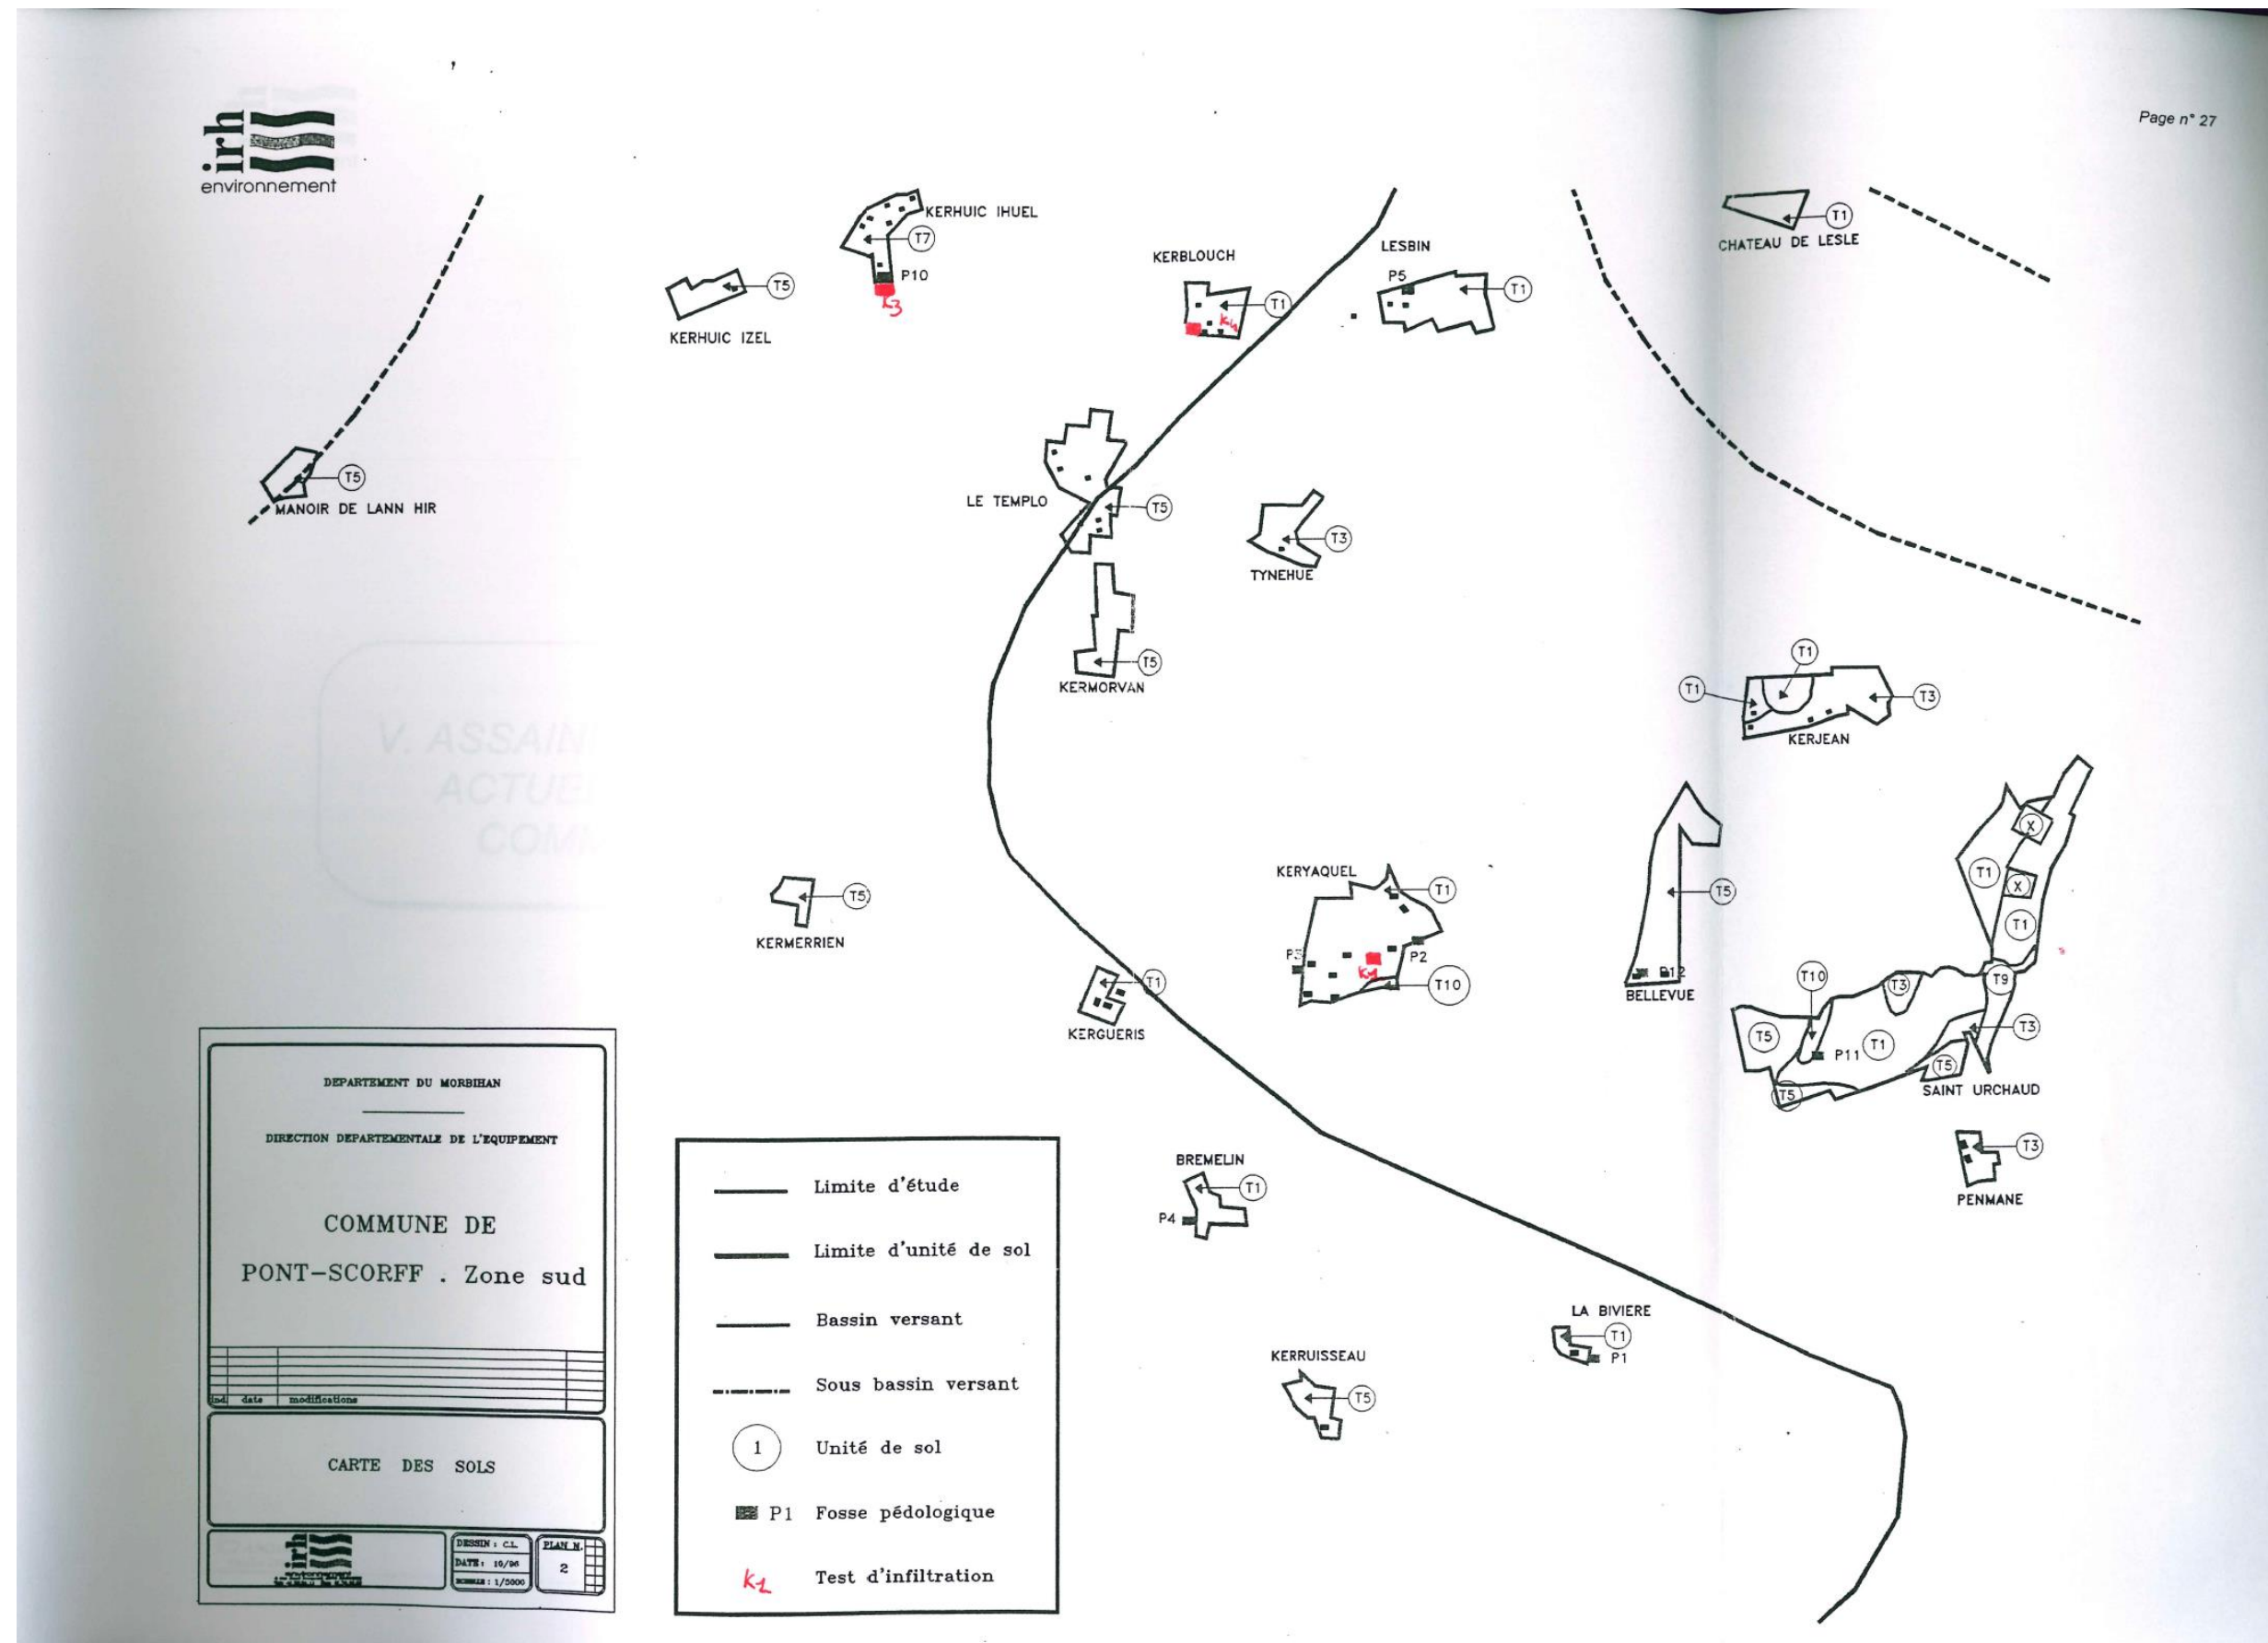 Page n° 27
irh
environnement
KERHUIC IHUEL
T7
P10
K3
T5
KERHUIC IZEL
KERBLOUCH
T1
K4
LESBIN
P5
T1
T1
CHATEAU DE LESLE
T5
MANOIR DE LANN HIR
LE TEMPLO
T5
T3
TYNEHUE
T5
KERMORVAN
T1
T1
T3
KERJEAN
V. ASSAIN
ACTUE
COMM
T5
KERMERRIEN
KERYAQUEL
T1
P2
T10
T5
P12
BELLEVUE
T1
KERGUERIS
X
T1
X
T1
T10
T3
T9
T5
P11
T1
T3
T5
T5
SAINT URCHAUD
T3
PENMANE
BREMELIN
T1
P4
LA BIVIERE
T1
P1
KERRUISSEAU
T5
DEPARTEMENT DU MORBIHAN
DIRECTION DEPARTEMENTALE DE L'EQUIPEMENT
COMMUNE DE
PONT-SCORFF . Zone sud
ind. date modifications
CARTE DES SOLS
DESSIN : C.L.
DATE : 10/96
1/5000
PLAN N.
2
Limite d'étude
Limite d'unité de sol
Bassin versant
Sous bassin versant
1 Unité de sol
P1 Fosse pédologique
K1 Test d'infiltration